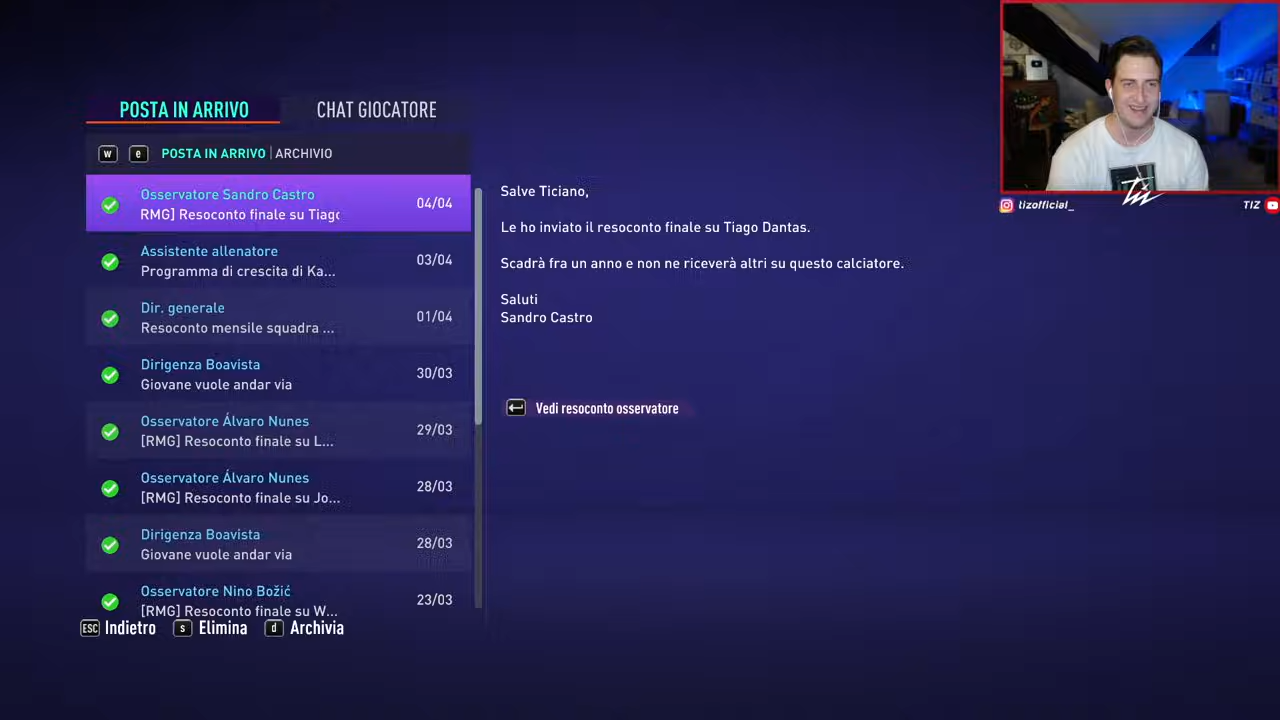 POSTA IN ARRIVO
CHAT GIOCATORE
w e POSTA IN ARRIVO | ARCHIVIO
Osservatore Sandro Castro
RMG] Resoconto finale su Tiago
04/04
Assistente allenatore
Programma di crescita di Ka...
03/04
Dir. generale
Resoconto mensile squadra ...
01/04
Dirigenza Boavista
Giovane vuole andar via
30/03
Osservatore Álvaro Nunes
[RMG] Resoconto finale su L...
29/03
Osservatore Álvaro Nunes
[RMG] Resoconto finale su Jo...
28/03
Dirigenza Boavista
Giovane vuole andar via
28/03
Osservatore Nino Božić
[RMG] Resoconto finale su W...
23/03
ESC Indietro s Elimina d Archivia
Salve Ticiano,
Le ho inviato il resoconto finale su Tiago Dantas.
Scadrà fra un anno e non ne riceverà altri su questo calciatore.
Saluti
Sandro Castro
Vedi resoconto osservatore
tizofficial_
TIZ